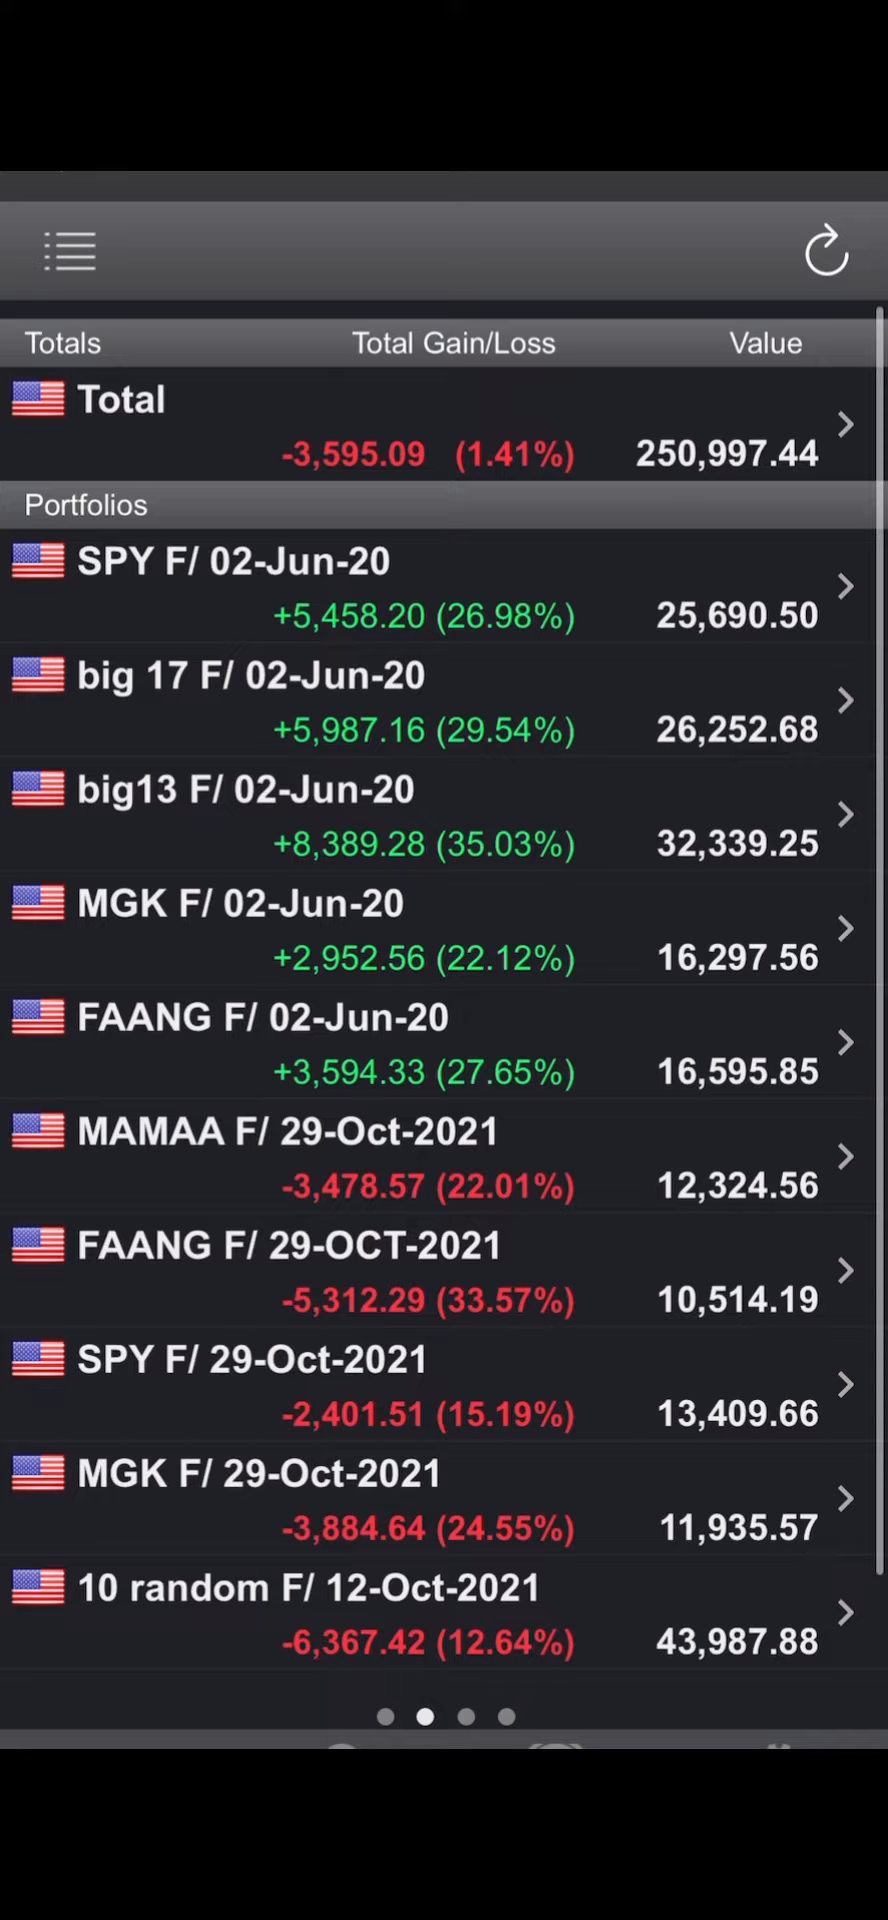 Totals Total Gain/Loss Value
Total
-3,595.09 (1.41%) 250,997.44
Portfolios
SPY F/ 02-Jun-20
+5,458.20 (26.98%) 25,690.50
big 17 F/ 02-Jun-20
+5,987.16 (29.54%) 26,252.68
big13 F/ 02-Jun-20
+8,389.28 (35.03%) 32,339.25
MGK F/ 02-Jun-20
+2,952.56 (22.12%) 16,297.56
FAANG F/ 02-Jun-20
+3,594.33 (27.65%) 16,595.85
MAMAA F/ 29-Oct-2021
-3,478.57 (22.01%) 12,324.56
FAANG F/ 29-OCT-2021
-5,312.29 (33.57%) 10,514.19
SPY F/ 29-Oct-2021
-2,401.51 (15.19%) 13,409.66
MGK F/ 29-Oct-2021
-3,884.64 (24.55%) 11,935.57
10 random F/ 12-Oct-2021
-6,367.42 (12.64%) 43,987.88